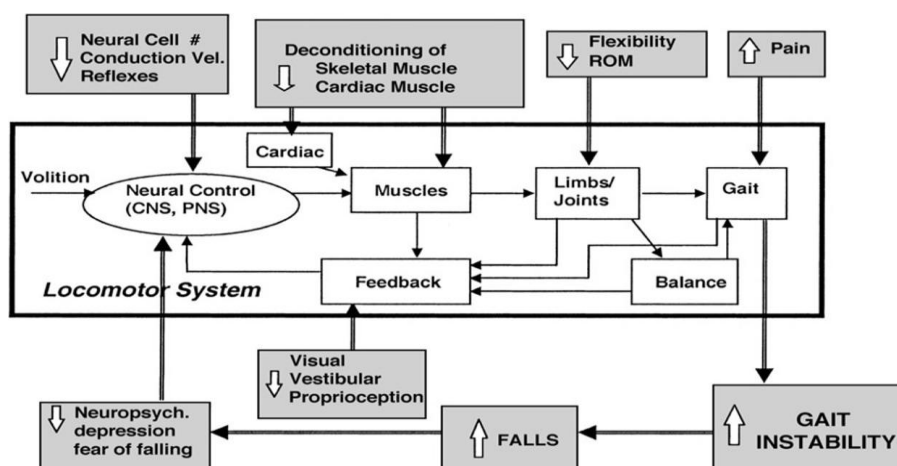 Neural Cell #
Conduction Vel.
Reflexes
Deconditioning of
Skeletal Muscle
Cardiac Muscle
Flexibility
ROM
Pain
Cardiac
Volition
Neural Control
(CNS, PNS)
Muscles
Limbs/
Joints
Gait
Feedback
Balance
Locomotor System
Visual
Vestibular
Proprioception
Neuropsych.
depression
fear of falling
FALLS
GAIT
INSTABILITY